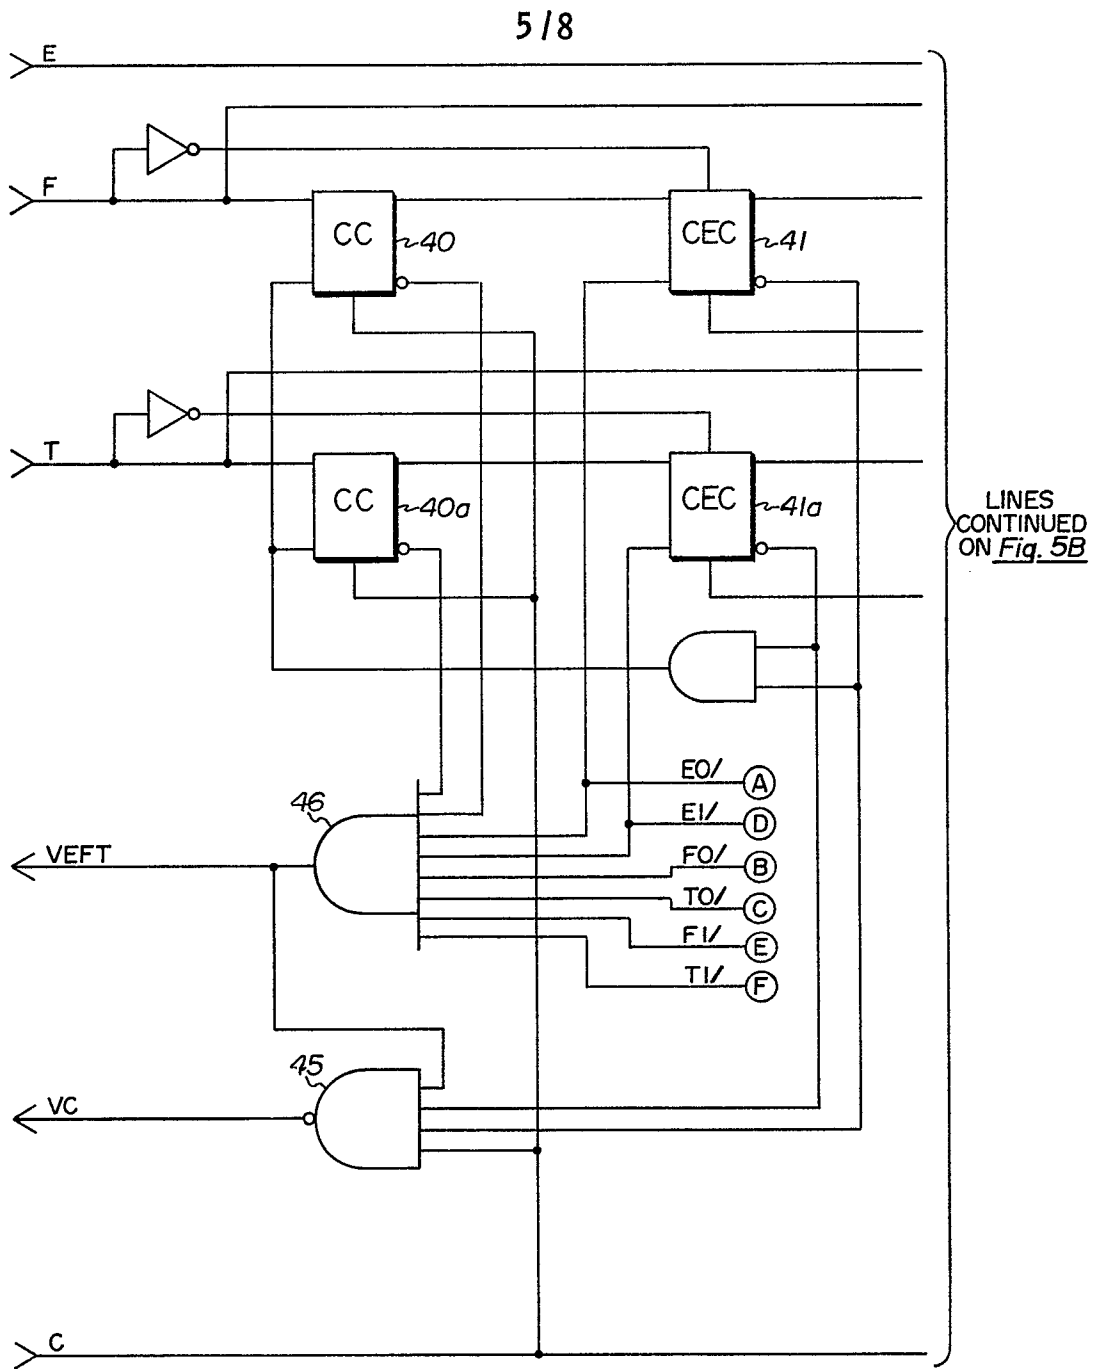 5/8
E
F
CC
40
CEC
41
T
CC
40a
CEC
41a
LINES
CONTINUED
ON Fig. 5B
E0/
A
46
E1/
D
VEFT
F0/
B
T0/
C
F1/
E
T1/
F
45
VC
C